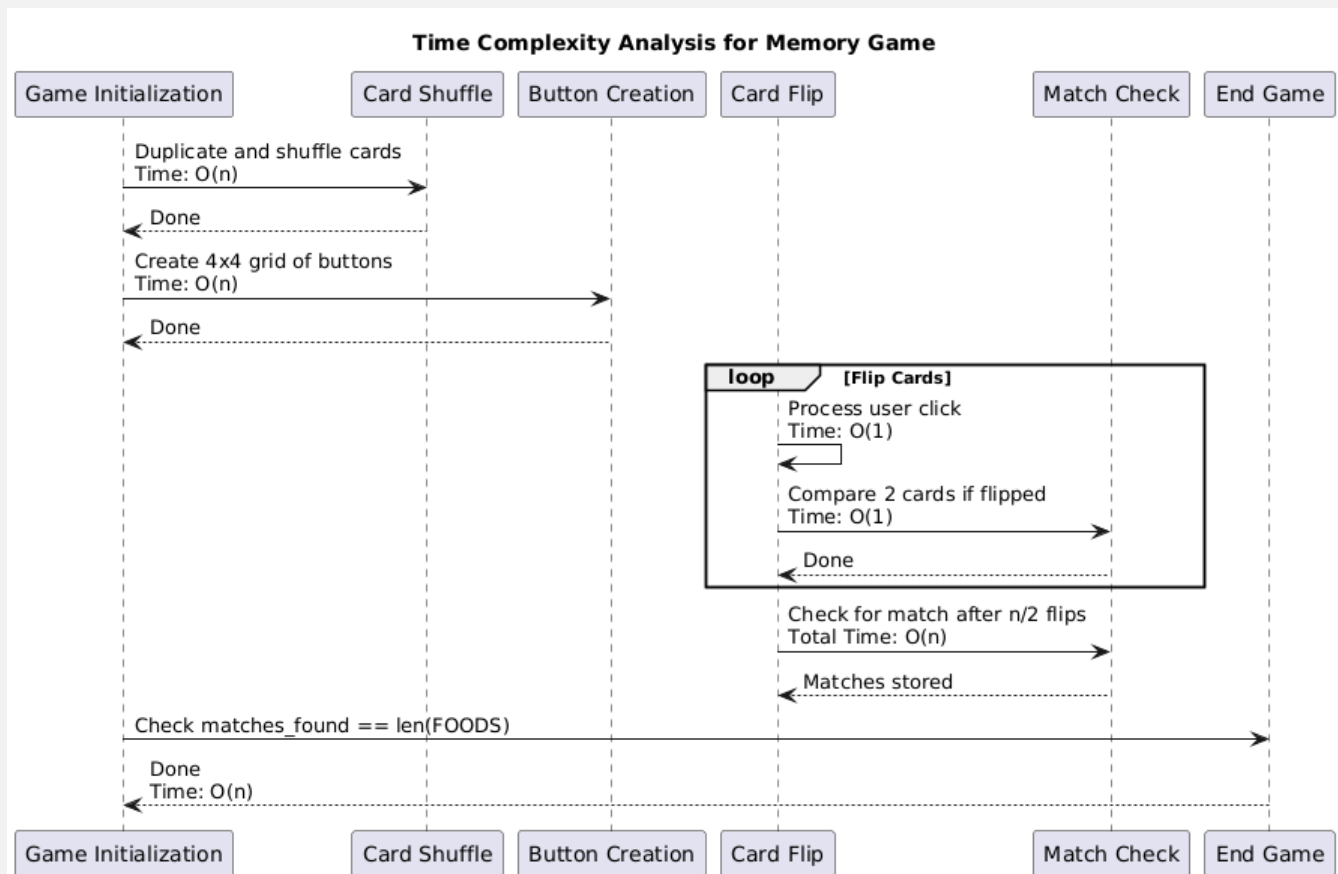 Time Complexity Analysis for Memory Game
Game Initialization
Card Shuffle
Button Creation
Card Flip
Match Check
End Game
Duplicate and shuffle cards
Time: O(n)
Done
Create 4x4 grid of buttons
Time: O(n)
Done
loop
[Flip Cards]
Process user click
Time: O(1)
Compare 2 cards if flipped
Time: O(1)
Done
Check for match after n/2 flips
Total Time: O(n)
Matches stored
Check matches_found == len(FOODS)
Done
Time: O(n)
Game Initialization
Card Shuffle
Button Creation
Card Flip
Match Check
End Game